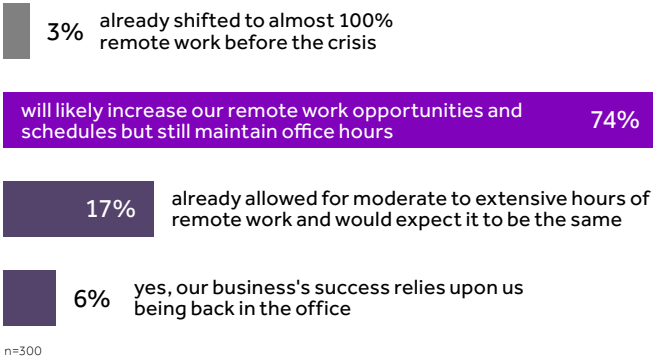 3% already shifted to almost 100%
remote work before the crisis
will likely increase our remote work opportunities and
schedules but still maintain office hours
74%
17%
already allowed for moderate to extensive hours of
remote work and would expect it to be the same
6%
yes, our business's success relies upon us
being back in the office
n=300